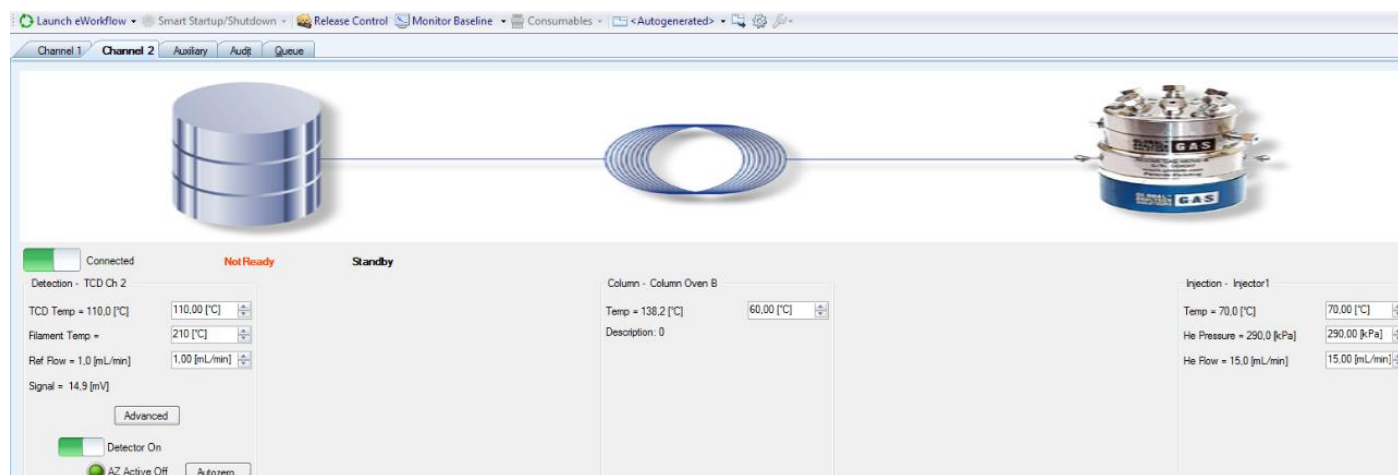 Launch eWorkflow Smart Startup/Shutdown Release Control Monitor Baseline Consumables <Autogenerated>
Channel 1 Channel 2 Auxiliary Audit Queue
GAS
GAS
Connected Not Ready Standby
Detection - TCD Ch 2
TCD Temp = 110,0 [°C] 110,00 [°C]
Filament Temp = 210 [°C]
Ref Flow = 1,0 [mL/min] 1,00 [mL/min]
Signal = 14,9 [mV]
Advanced
Detector On
AZ Active Off Autozero
Column - Column Oven B
Temp = 138,2 [°C] 60,00 [°C]
Description: 0
Injection - Injector1
Temp = 70,0 [°C] 70,00 [°C]
He Pressure = 290,0 [kPa] 290,00 [kPa]
He Flow = 15,0 [mL/min] 15,00 [mL/min]